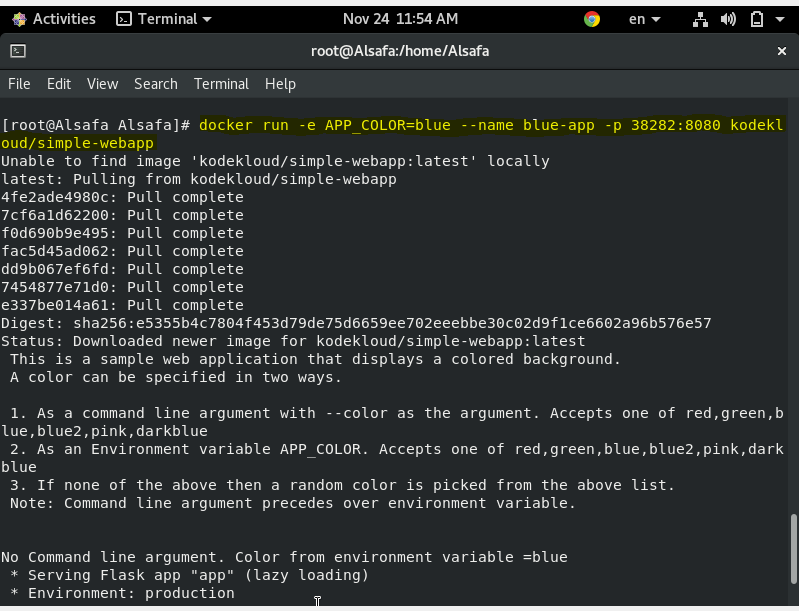 Activities Terminal Nov 24 11:54 AM en
root@Alsafa:/home/Alsafa
File Edit View Search Terminal Help
[root@Alsafa Alsafa]# docker run -e APP_COLOR=blue --name blue-app -p 38282:8080 kodekl
oud/simple-webapp
Unable to find image 'kodekloud/simple-webapp:latest' locally
latest: Pulling from kodekloud/simple-webapp
4fe2ade4980c: Pull complete
7cf6a1d62200: Pull complete
f0d690b9e495: Pull complete
fac5d45ad062: Pull complete
dd9b067ef6fd: Pull complete
7454877e71d0: Pull complete
e337be014a61: Pull complete
Digest: sha256:e5355b4c7804f453d79de75d6659ee702eeebbe30c02d9f1ce6602a96b576e57
Status: Downloaded newer image for kodekloud/simple-webapp:latest
This is a sample web application that displays a colored background.
A color can be specified in two ways.
1. As a command line argument with --color as the argument. Accepts one of red,green,b
lue,blue2,pink,darkblue
2. As an Environment variable APP_COLOR. Accepts one of red,green,blue,blue2,pink,dark
blue
3. If none of the above then a random color is picked from the above list.
Note: Command line argument precedes over environment variable.
No Command line argument. Color from environment variable =blue
* Serving Flask app "app" (lazy loading)
* Environment: production